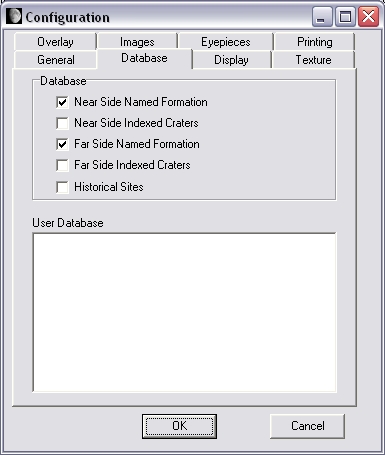 Configuration
Overlay Images Eyepieces Printing
General Database Display Texture
Database
Near Side Named Formation
Near Side Indexed Craters
Far Side Named Formation
Far Side Indexed Craters
Historical Sites
User Database
OK Cancel